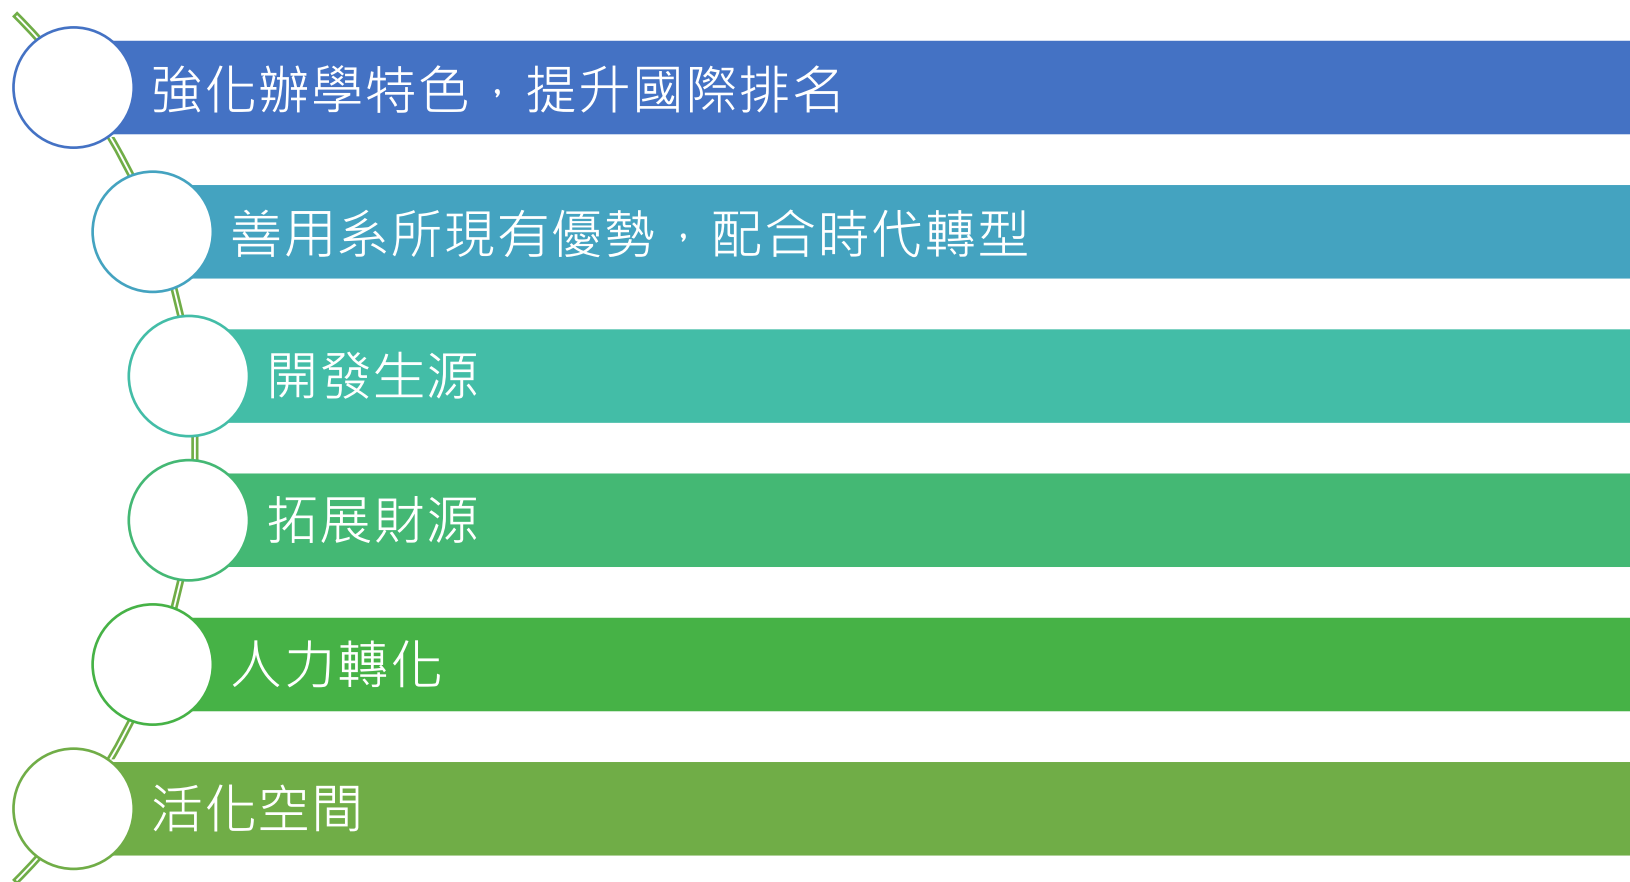 強化辦學特色，提升國際排名
善用系所現有優勢，配合時代轉型
開發生源
拓展財源
人力轉化
活化空間